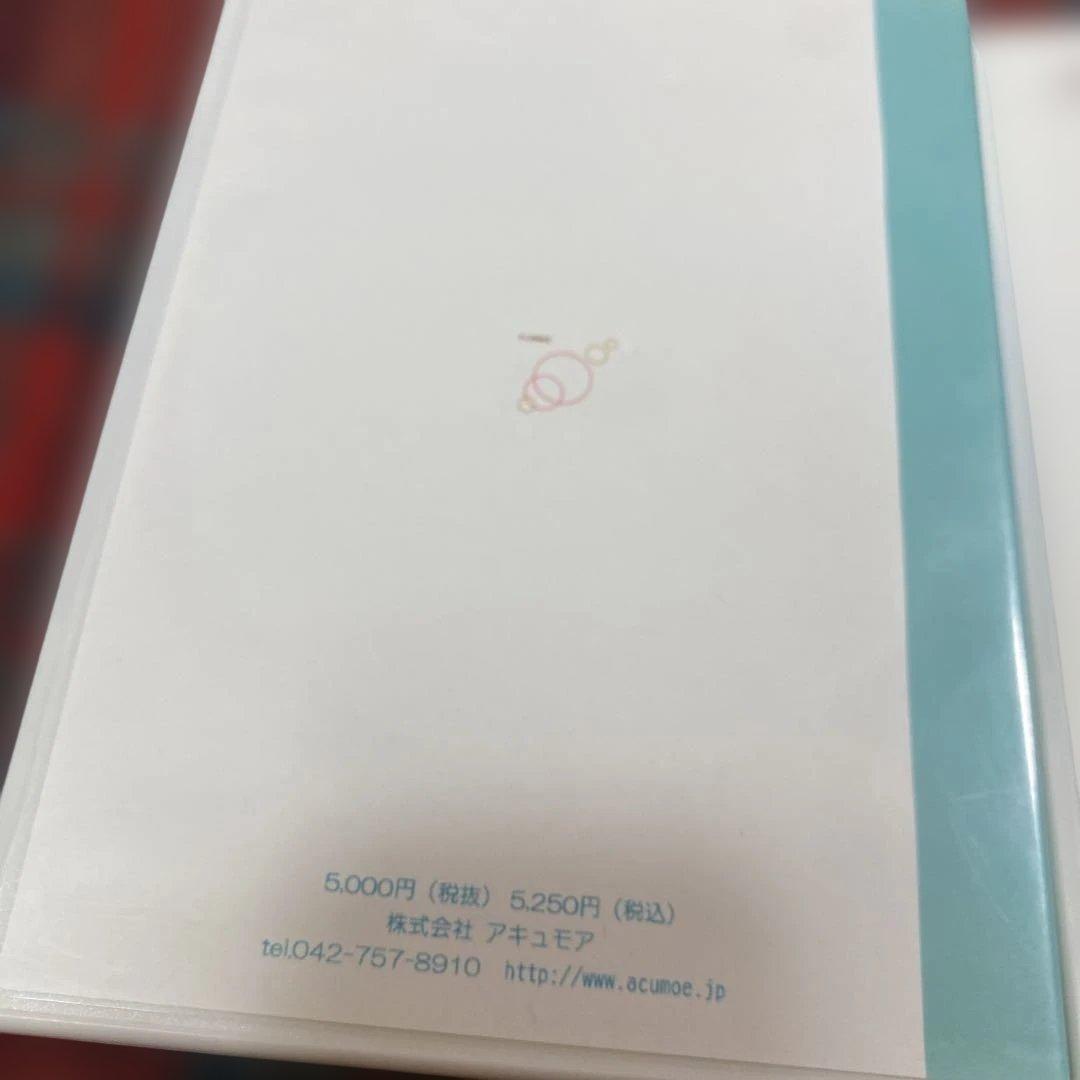 5,000円（税抜） 5,250円（税込）
株式会社 アキュモア
tel.042-757-8910 http://www.acumoe.jp